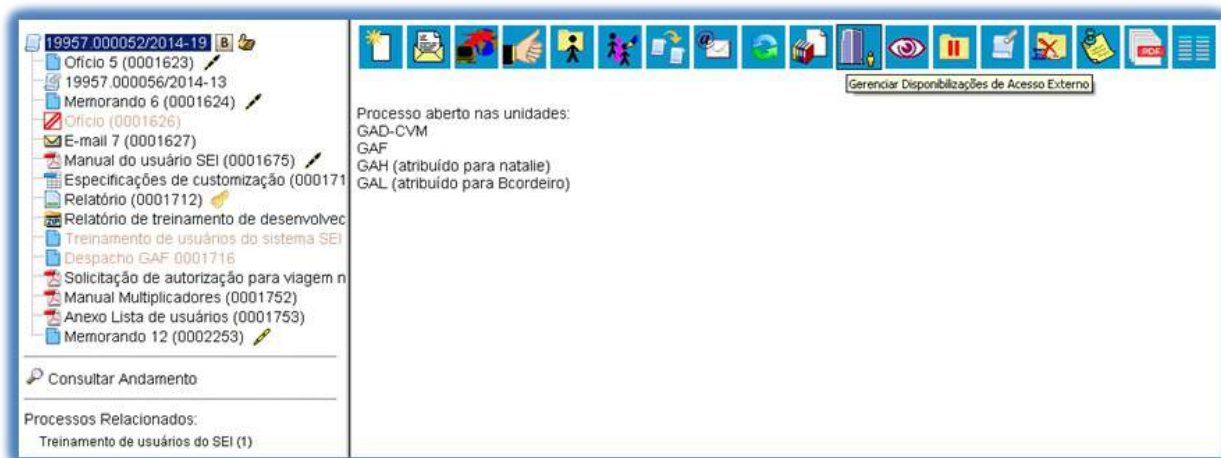 19957.000052/2014-19 B
Ofício 5 (0001623)
19957.000056/2014-13
Memorando 6 (0001624)
Ofício (0001626)
E-mail 7 (0001627)
Manual do usuário SEI (0001675)
Especificações de customização (000171
Relatório (0001712)
Relatório de treinamento de desenvolvec
Treinamento de usuários do sistema SEI
Despacho GAF 0001716
Solicitação de autorização para viagem n
Manual Multiplicadores (0001752)
Anexo Lista de usuários (0001753)
Memorando 12 (0002253)
Consultar Andamento
Processos Relacionados:
Treinamento de usuários do SEI (1)
PDF
Gerenciar Disponibilizações de Acesso Externo
Processo aberto nas unidades:
GAD-CVM
GAF
GAH (atribuído para natalie)
GAL (atribuído para Bcordeiro)